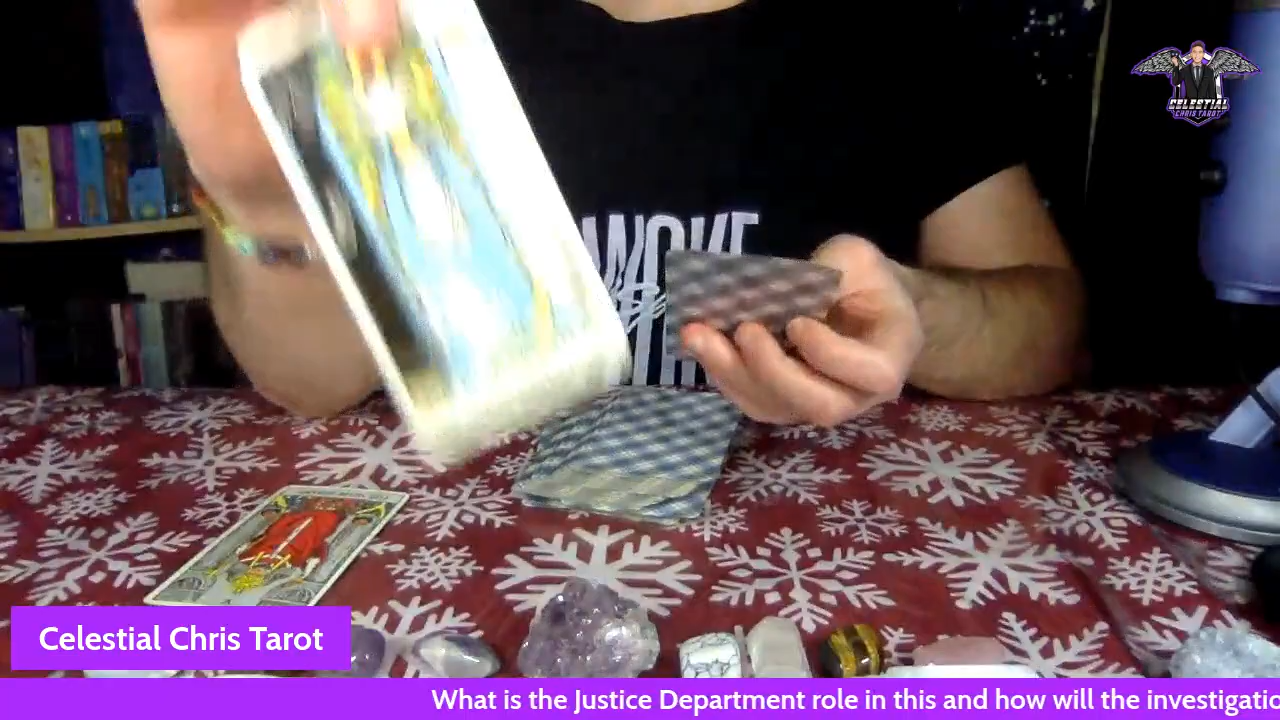 CELESTIAL
CHRIS TAROT
WOKE
Celestial Chris Tarot
What is the Justice Department role in this and how will the investigatio